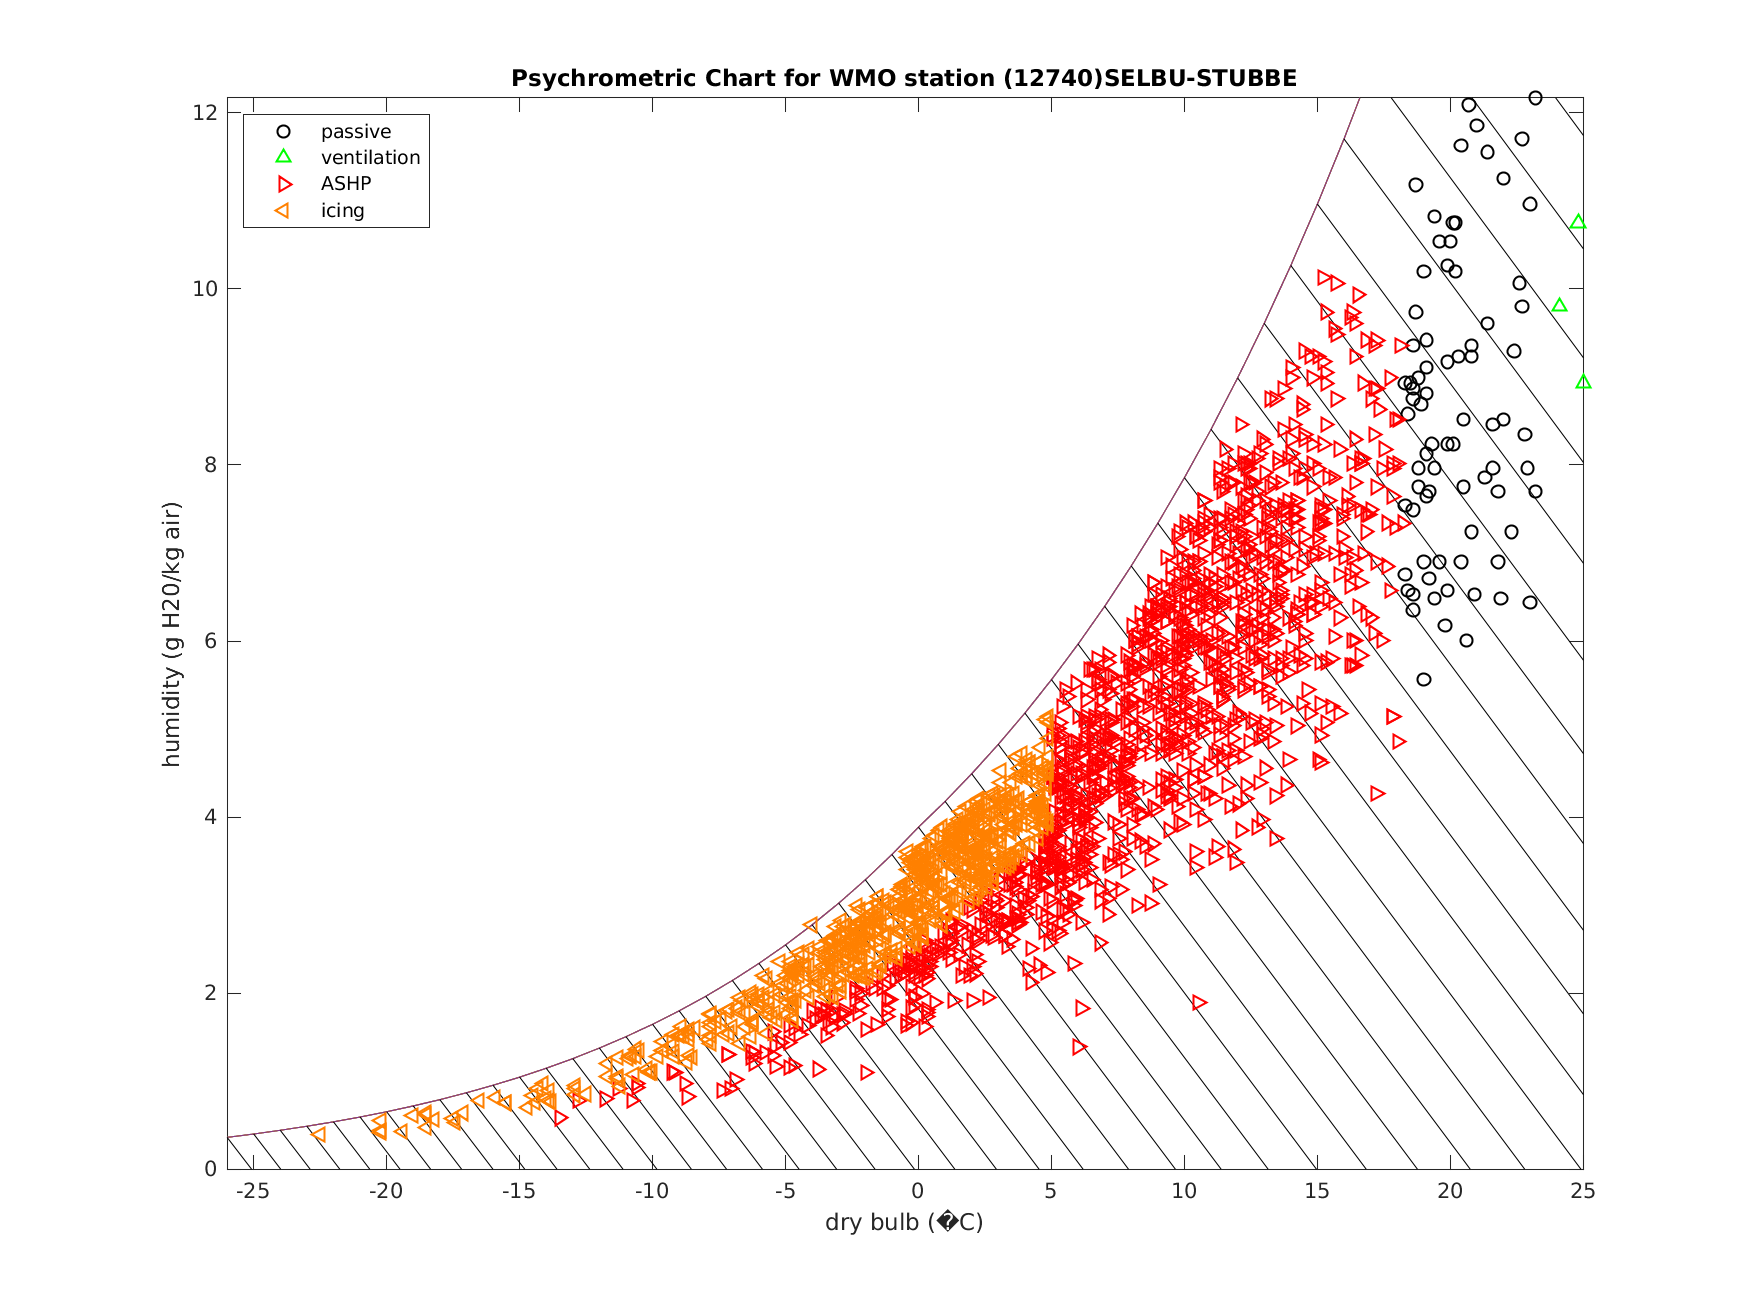 Psychrometric Chart for WMO station (12740)SELBU-STUBBE
passive
ventilation
ASHP
icing
humidity (g H20/kg air)
12
10
8
6
4
2
0
-25 -20 -15 -10 -5 0 5 10 15 20 25
dry bulb (�C)